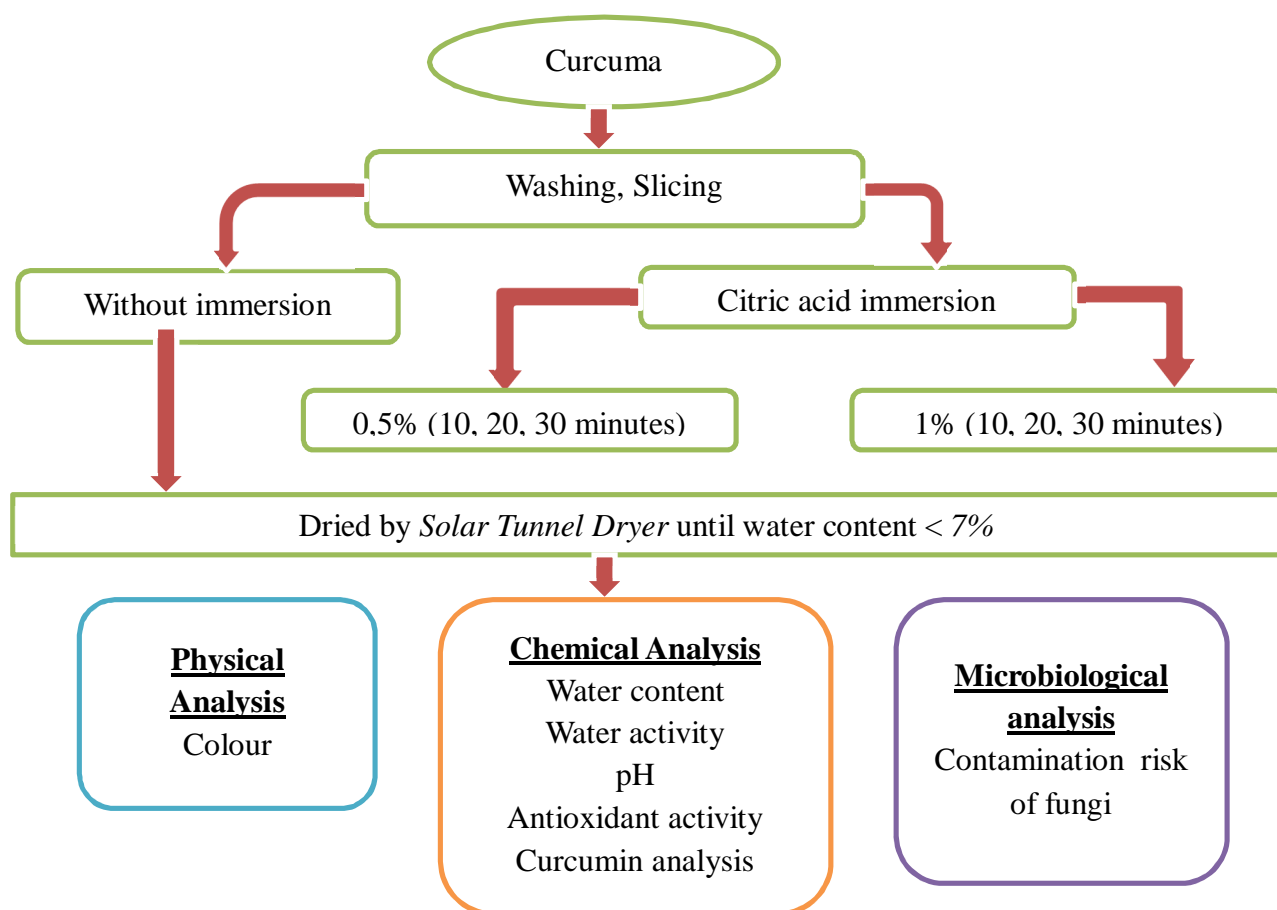 Curcuma
Washing, Slicing
Without immersion
Citric acid immersion
0,5% (10, 20, 30 minutes)
1% (10, 20, 30 minutes)
Dried by Solar Tunnel Dryer until water content < 7%
Physical
Analysis
Colour
Chemical Analysis
Water content
Water activity
pH
Antioxidant activity
Curcumin analysis
Microbiological
analysis
Contamination risk
of fungi